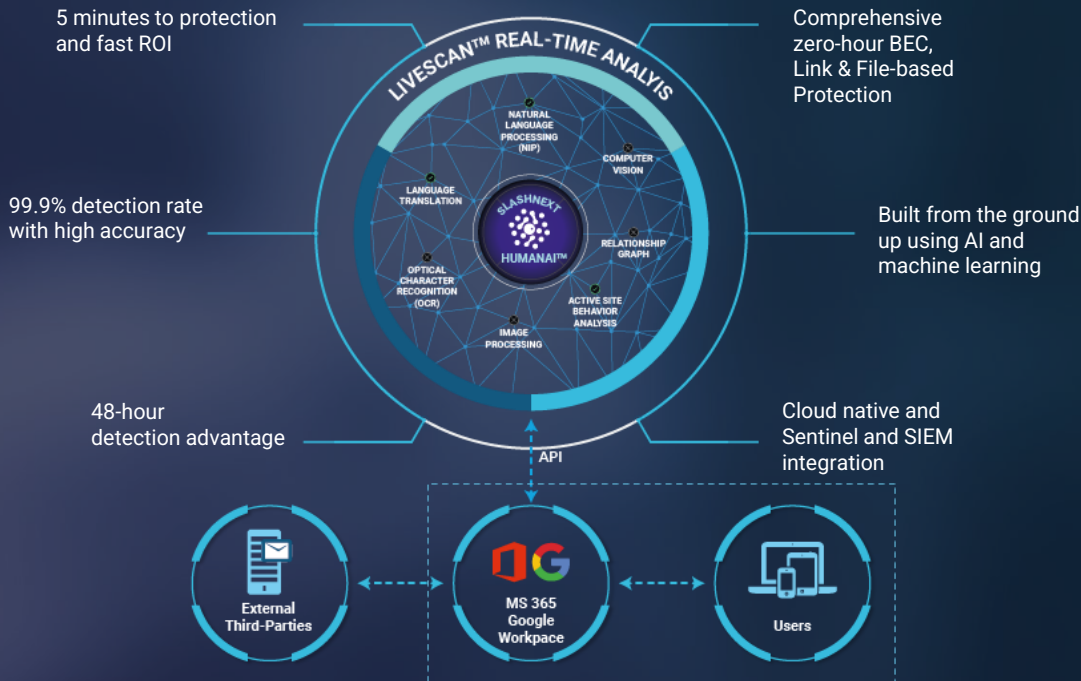 5 minutes to protection
and fast ROI
Comprehensive
zero-hour BEC,
Link & File-based
Protection
LIVESCAN™ REAL-TIME ANALYIS
NATURAL
LANGUAGE
PROCESSING
(NIP)
COMPUTER
VISION
LANGUAGE
TRANSLATION
SLASHNEXT
HUMANAI™
RELATIONSHIP
GRAPH
OPTICAL
CHARACTER
RECOGNITION
(OCR)
ACTIVE SITE
BEHAVIOR
ANALYSIS
IMAGE
PROCESSING
99.9% detection rate
with high accuracy
Built from the ground
up using AI and
machine learning
48-hour
detection advantage
Cloud native and
Sentinel and SIEM
integration
API
External
Third-Parties
MS 365
Google
Workpace
Users